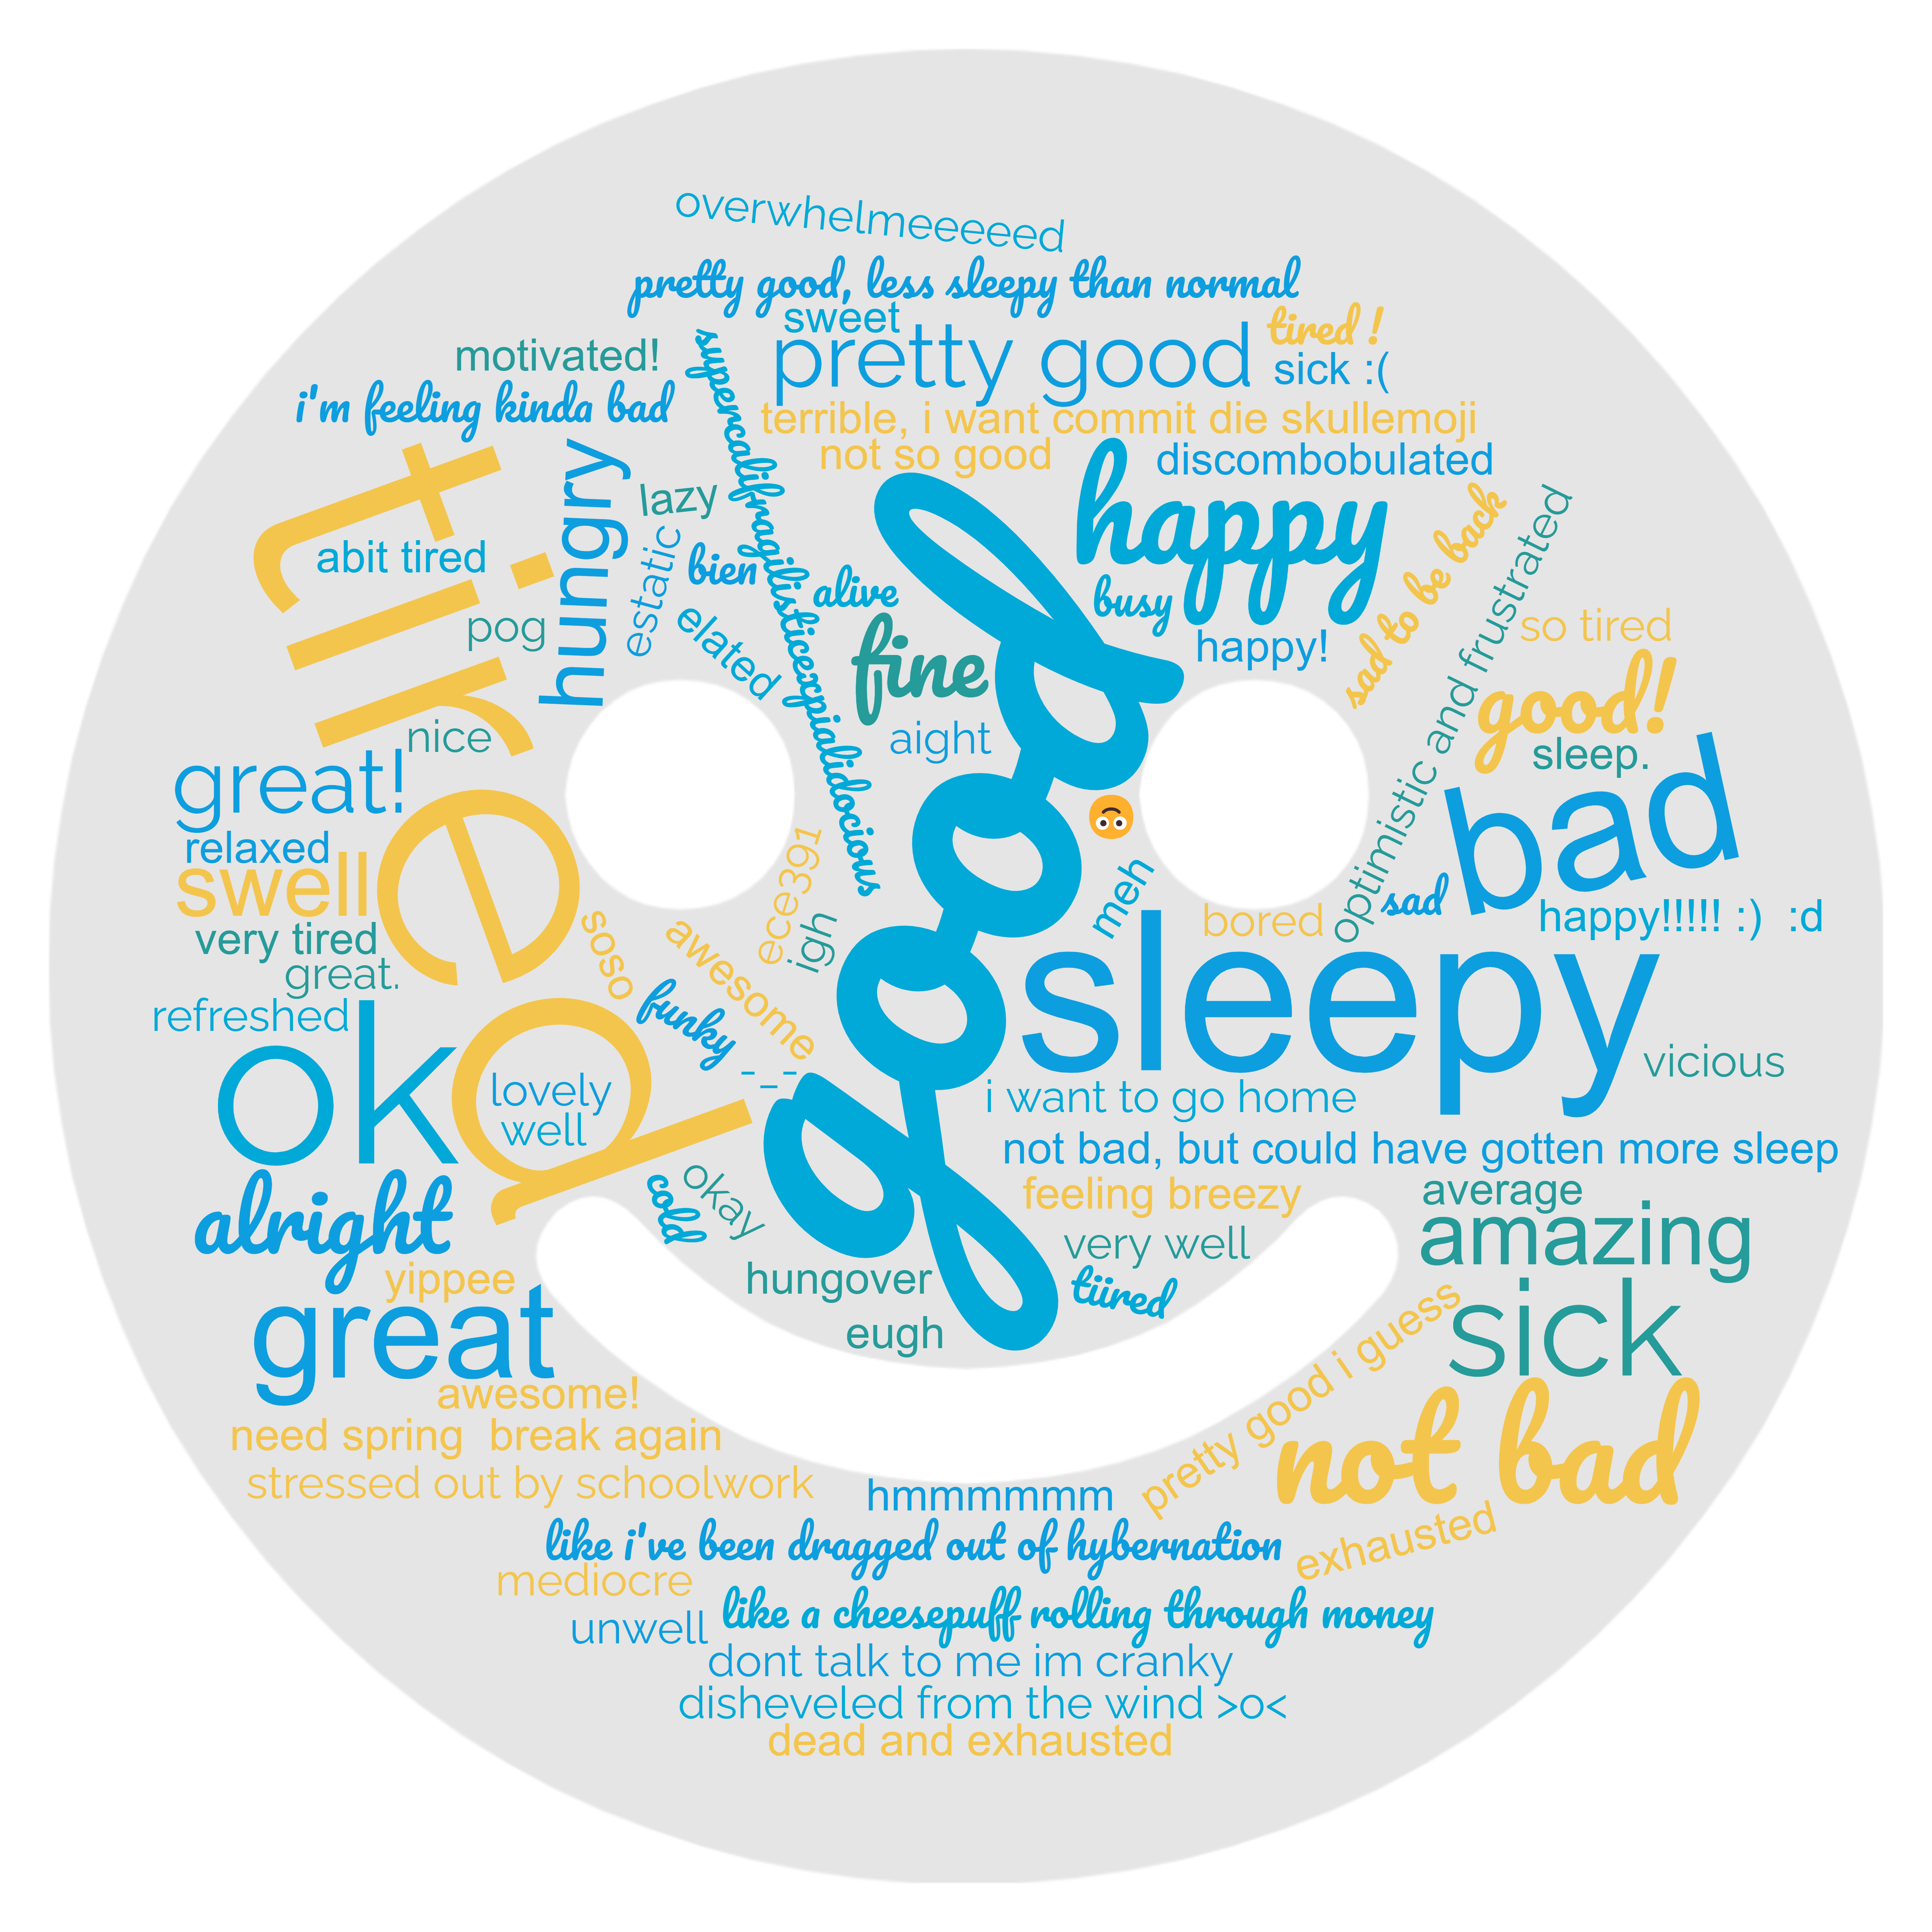 overwhelmeeeeed
pretty good, less sleepy than normal
sweet
tired !
motivated!
pretty good
sick :(
i'm feeling kinda bad
supercalifragilisticexpialidocious
terrible, i want commit die skullemoji
not so good
discombobulated
tired
hungry
lazy
happy
abit tired
estatic
bien
alive
busy
sad to be back
optimistic and frustrated
pog
elated
fine
happy!
so tired
nice
aight
good!
sleep.
great!
good
🙃
bad
relaxed
swell
ece391
igh
meh
bored
sad
happy!!!!! :)  :d
very tired
great.
soso
awesome
sleepy
refreshed
funky
-_-
ok
lovely
well
i want to go home
vicious
not bad, but could have gotten more sleep
alright
cold
okay
feeling breezy
average
very well
amazing
yippee
hungover
tiired
great
eugh
sick
pretty good i guess
awesome!
not bad
need spring  break again
stressed out by schoolwork
hmmmmmm
exhausted
like i've been dragged out of hybernation
mediocre
like a cheesepuff rolling through money
unwell
dont talk to me im cranky
disheveled from the wind >o<
dead and exhausted